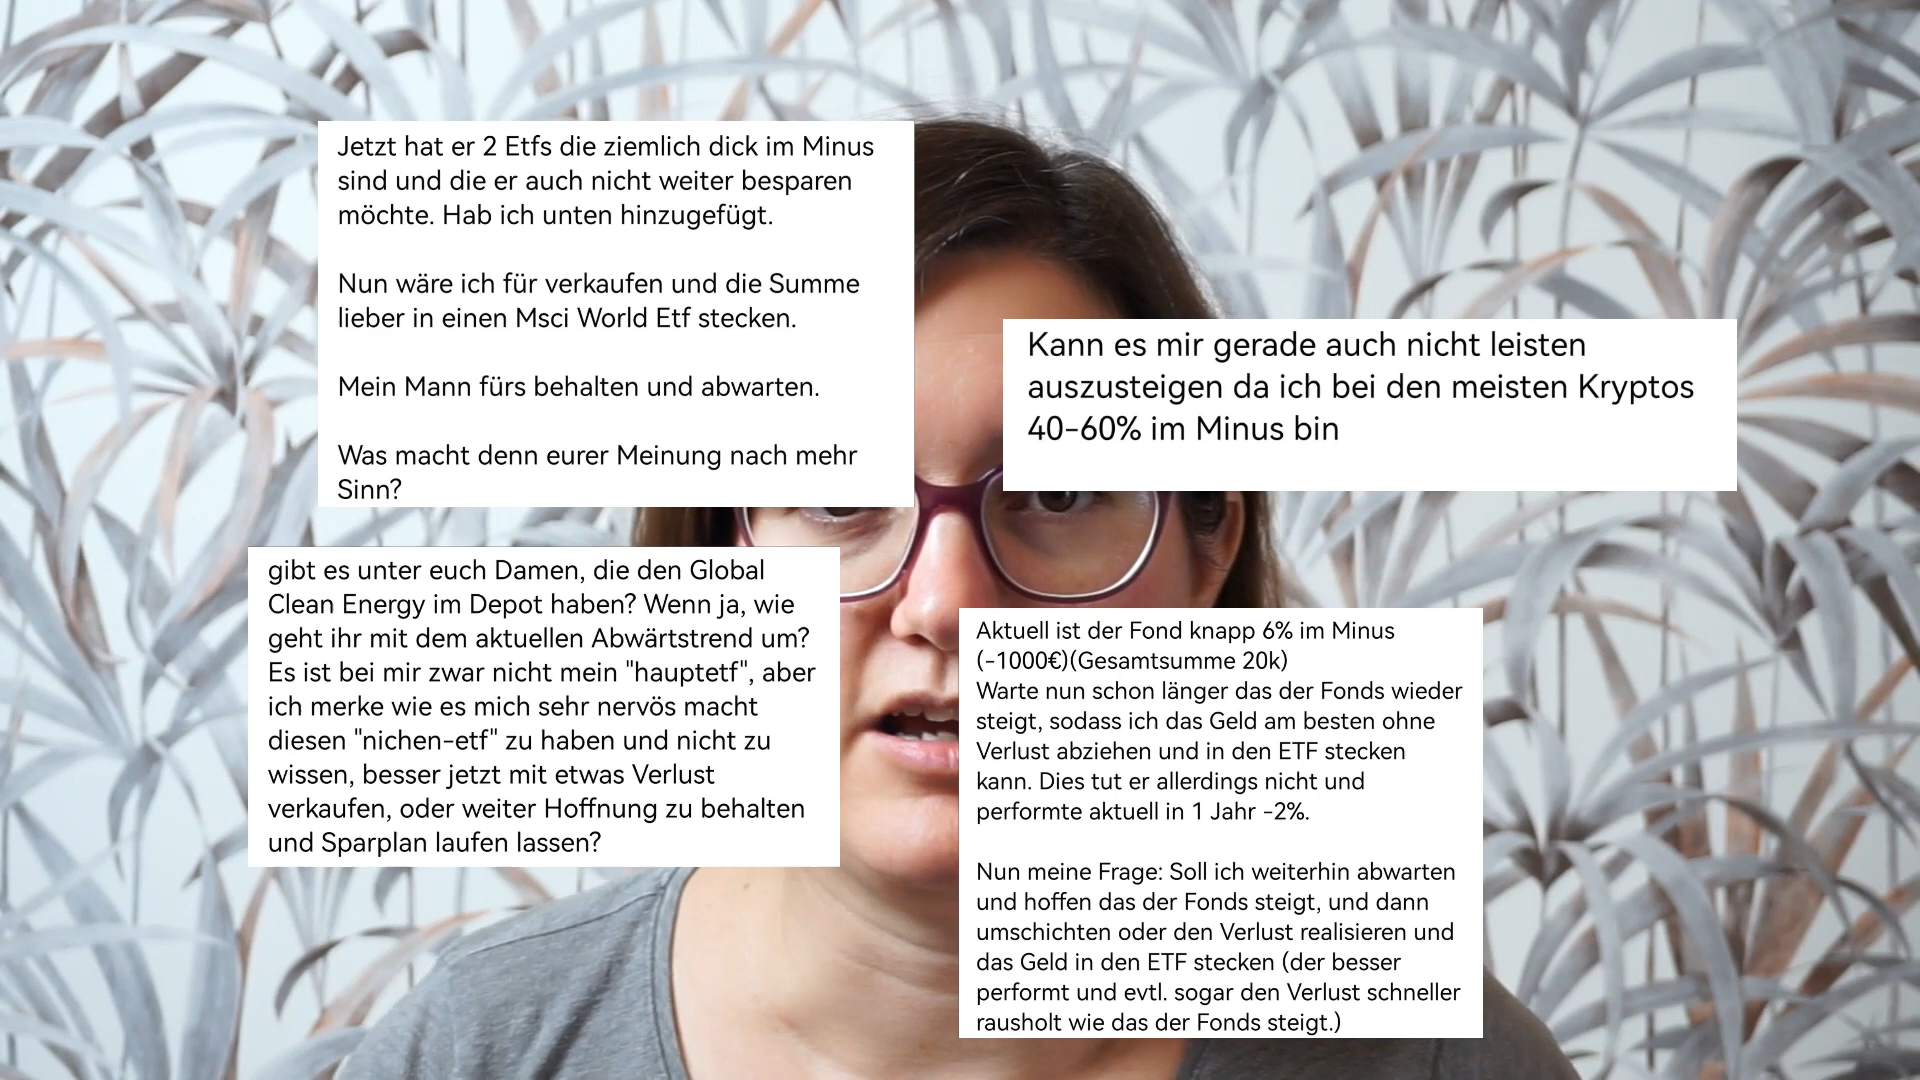 Jetzt hat er 2 Etfs die ziemlich dick im Minus
sind und die er auch nicht weiter besparen
möchte. Hab ich unten hinzugefügt.
Nun wäre ich für verkaufen und die Summe
lieber in einen Msci World Etf stecken.
Mein Mann fürs behalten und abwarten.
Was macht denn eurer Meinung nach mehr
Sinn?
Kann es mir gerade auch nicht leisten
auszusteigen da ich bei den meisten Kryptos
40-60% im Minus bin
gibt es unter euch Damen, die den Global
Clean Energy im Depot haben? Wenn ja, wie
geht ihr mit dem aktuellen Abwärtstrend um?
Es ist bei mir zwar nicht mein "hauptetf", aber
ich merke wie es mich sehr nervös macht
diesen "nichen-etf" zu haben und nicht zu
wissen, besser jetzt mit etwas Verlust
verkaufen, oder weiter Hoffnung zu behalten
und Sparplan laufen lassen?
Aktuell ist der Fond knapp 6% im Minus
(-1000€)(Gesamtsumme 20k)
Warte nun schon länger das der Fonds wieder
steigt, sodass ich das Geld am besten ohne
Verlust abziehen und in den ETF stecken
kann. Dies tut er allerdings nicht und
performte aktuell in 1 Jahr -2%.
Nun meine Frage: Soll ich weiterhin abwarten
und hoffen das der Fonds steigt, und dann
umschichten oder den Verlust realisieren und
das Geld in den ETF stecken (der besser
performt und evtl. sogar den Verlust schneller
rausholt wie das der Fonds steigt.)